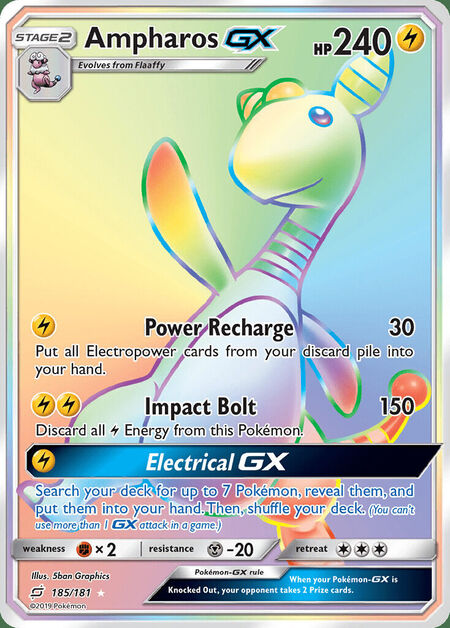 STAGE2
Ampharos GX
HP240
Evolves from Flaaffy
Power Recharge 30
Put all Electropower cards from your discard pile into
your hand.
Impact Bolt 150
Discard all Energy from this Pokémon.
Electrical GX
Search your deck for up to 7 Pokémon, reveal them, and
put them into your hand. Then, shuffle your deck. (You can't
use more than 1 GX attack in a game.)
weakness ×2 resistance -20 retreat
Illus. 5ban Graphics
185/181
©2019 Pokémon
Pokémon-GX rule
When your Pokémon-GX is
Knocked Out, your opponent takes 2 Prize cards.